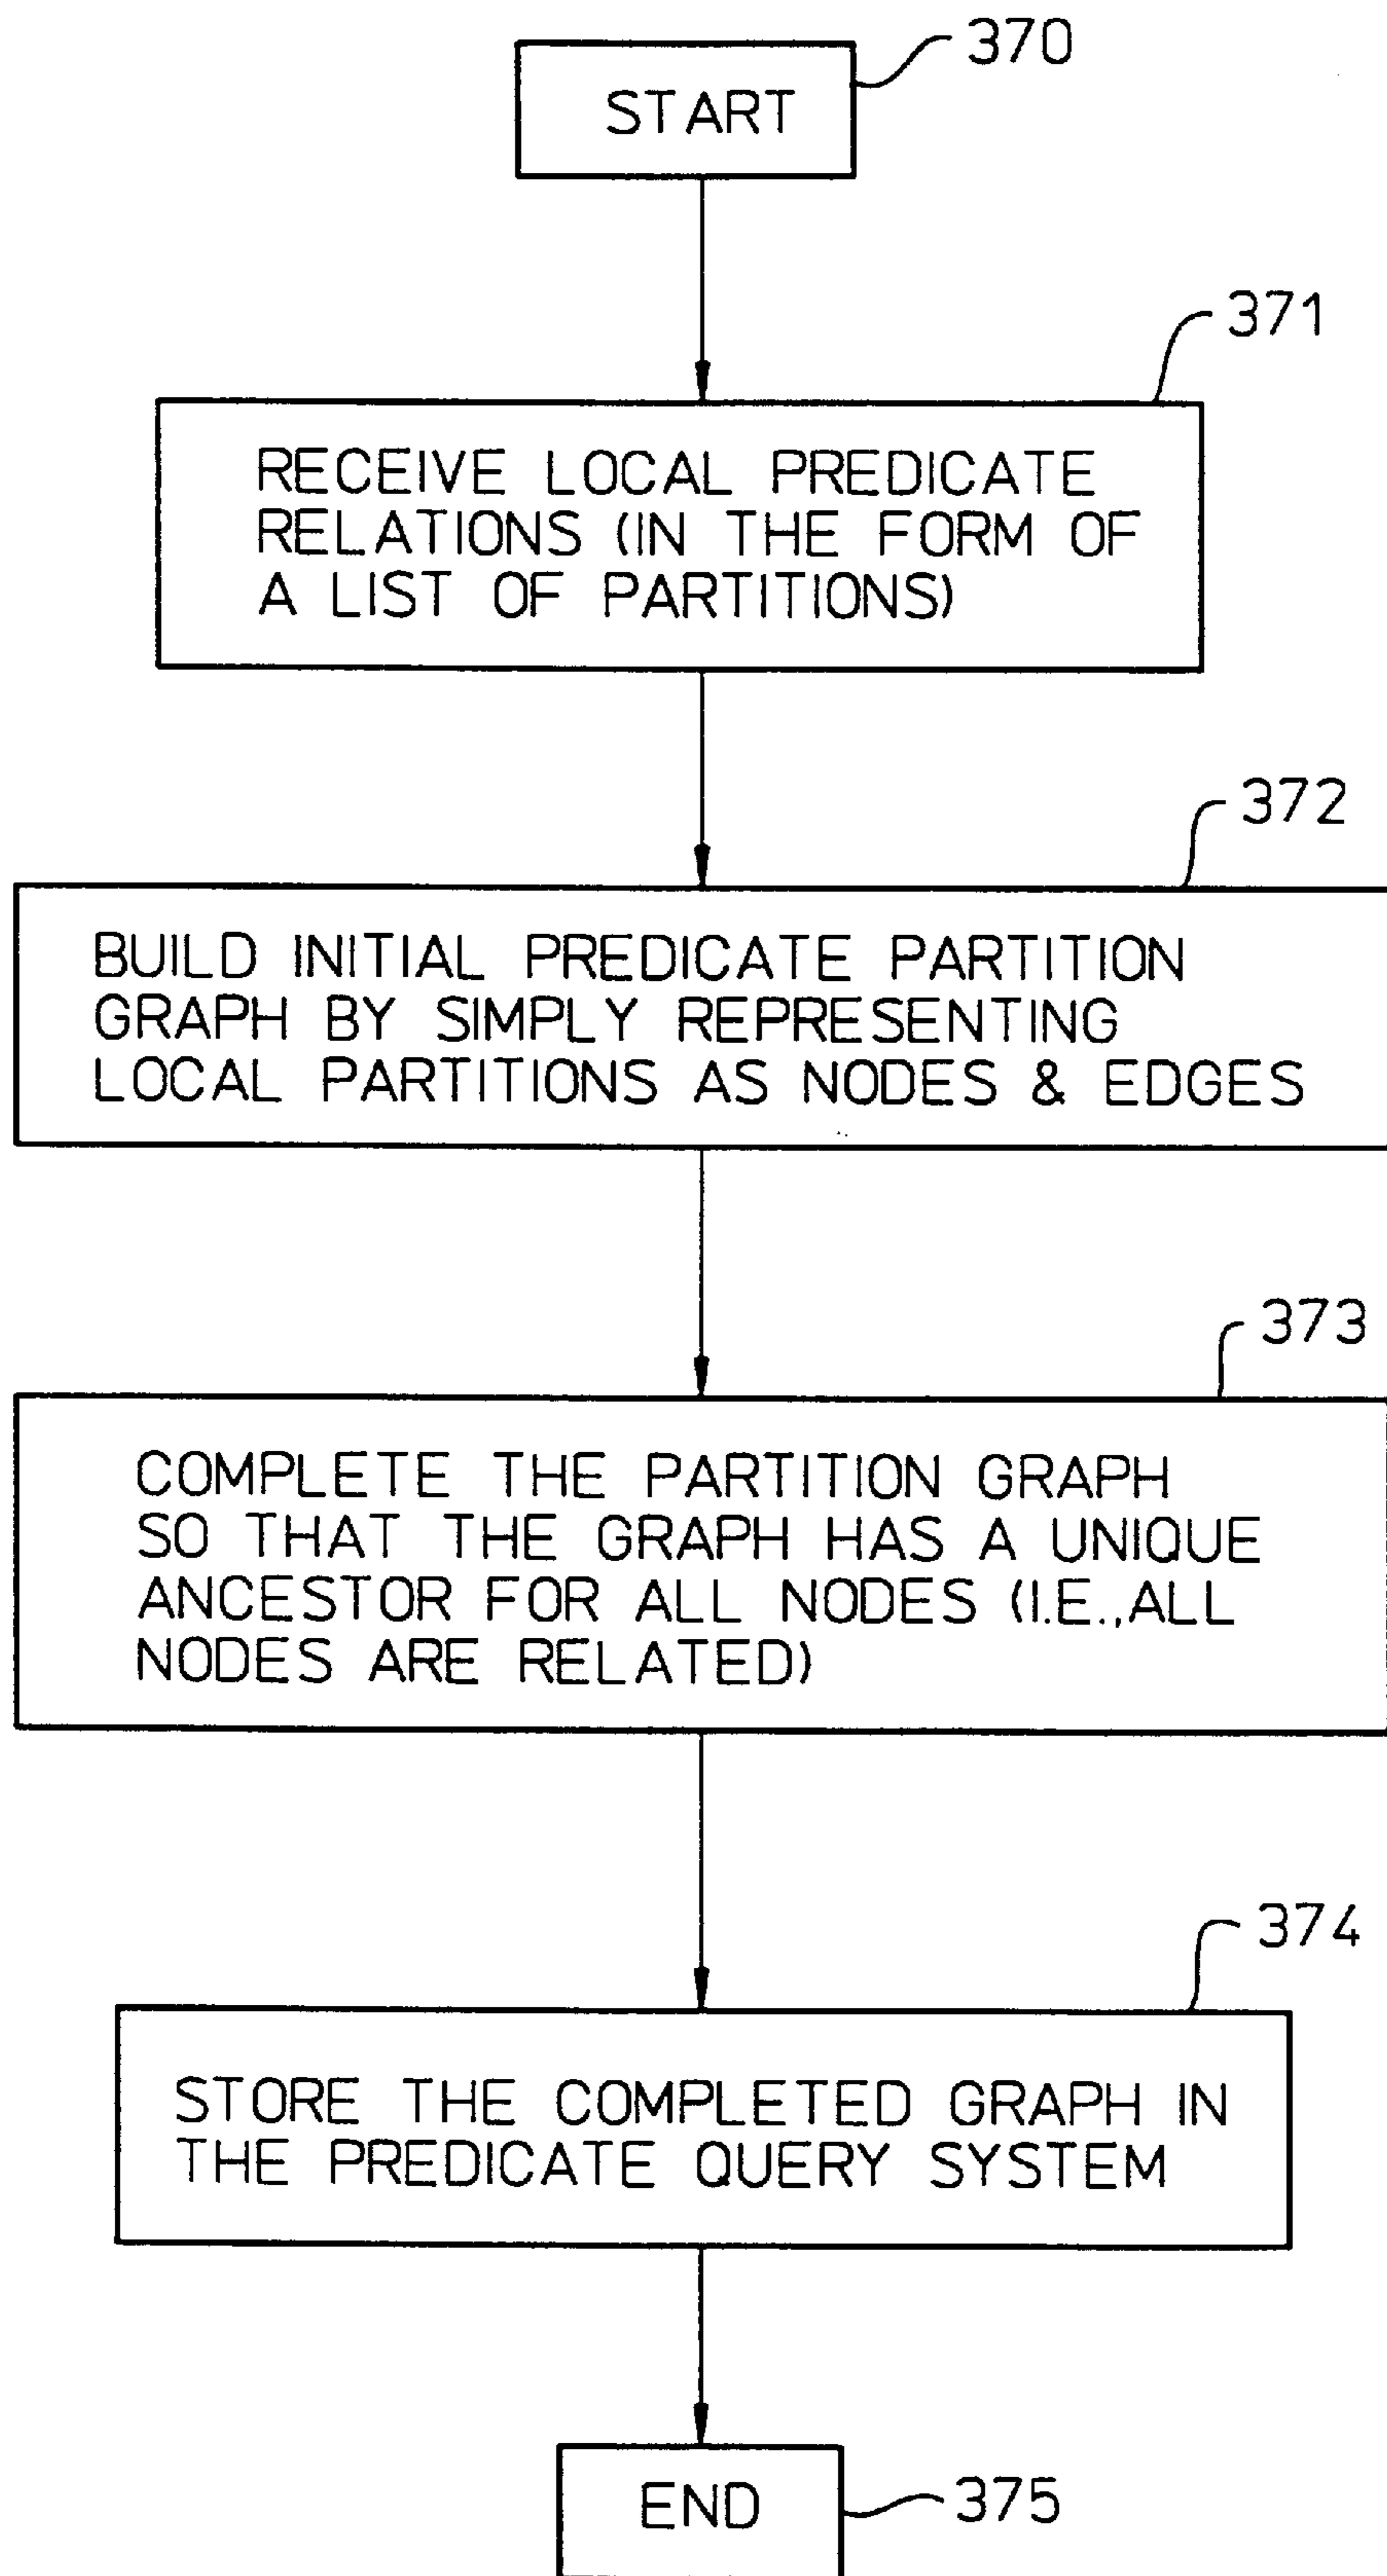 370
START
371
RECEIVE LOCAL PREDICATE
RELATIONS (IN THE FORM OF
A LIST OF PARTITIONS)
372
BUILD INITIAL PREDICATE PARTITION
GRAPH BY SIMPLY REPRESENTING
LOCAL PARTITIONS AS NODES & EDGES
373
COMPLETE THE PARTITION GRAPH
SO THAT THE GRAPH HAS A UNIQUE
ANCESTOR FOR ALL NODES (I.E.,ALL
NODES ARE RELATED)
374
STORE THE COMPLETED GRAPH IN
THE PREDICATE QUERY SYSTEM
END
375